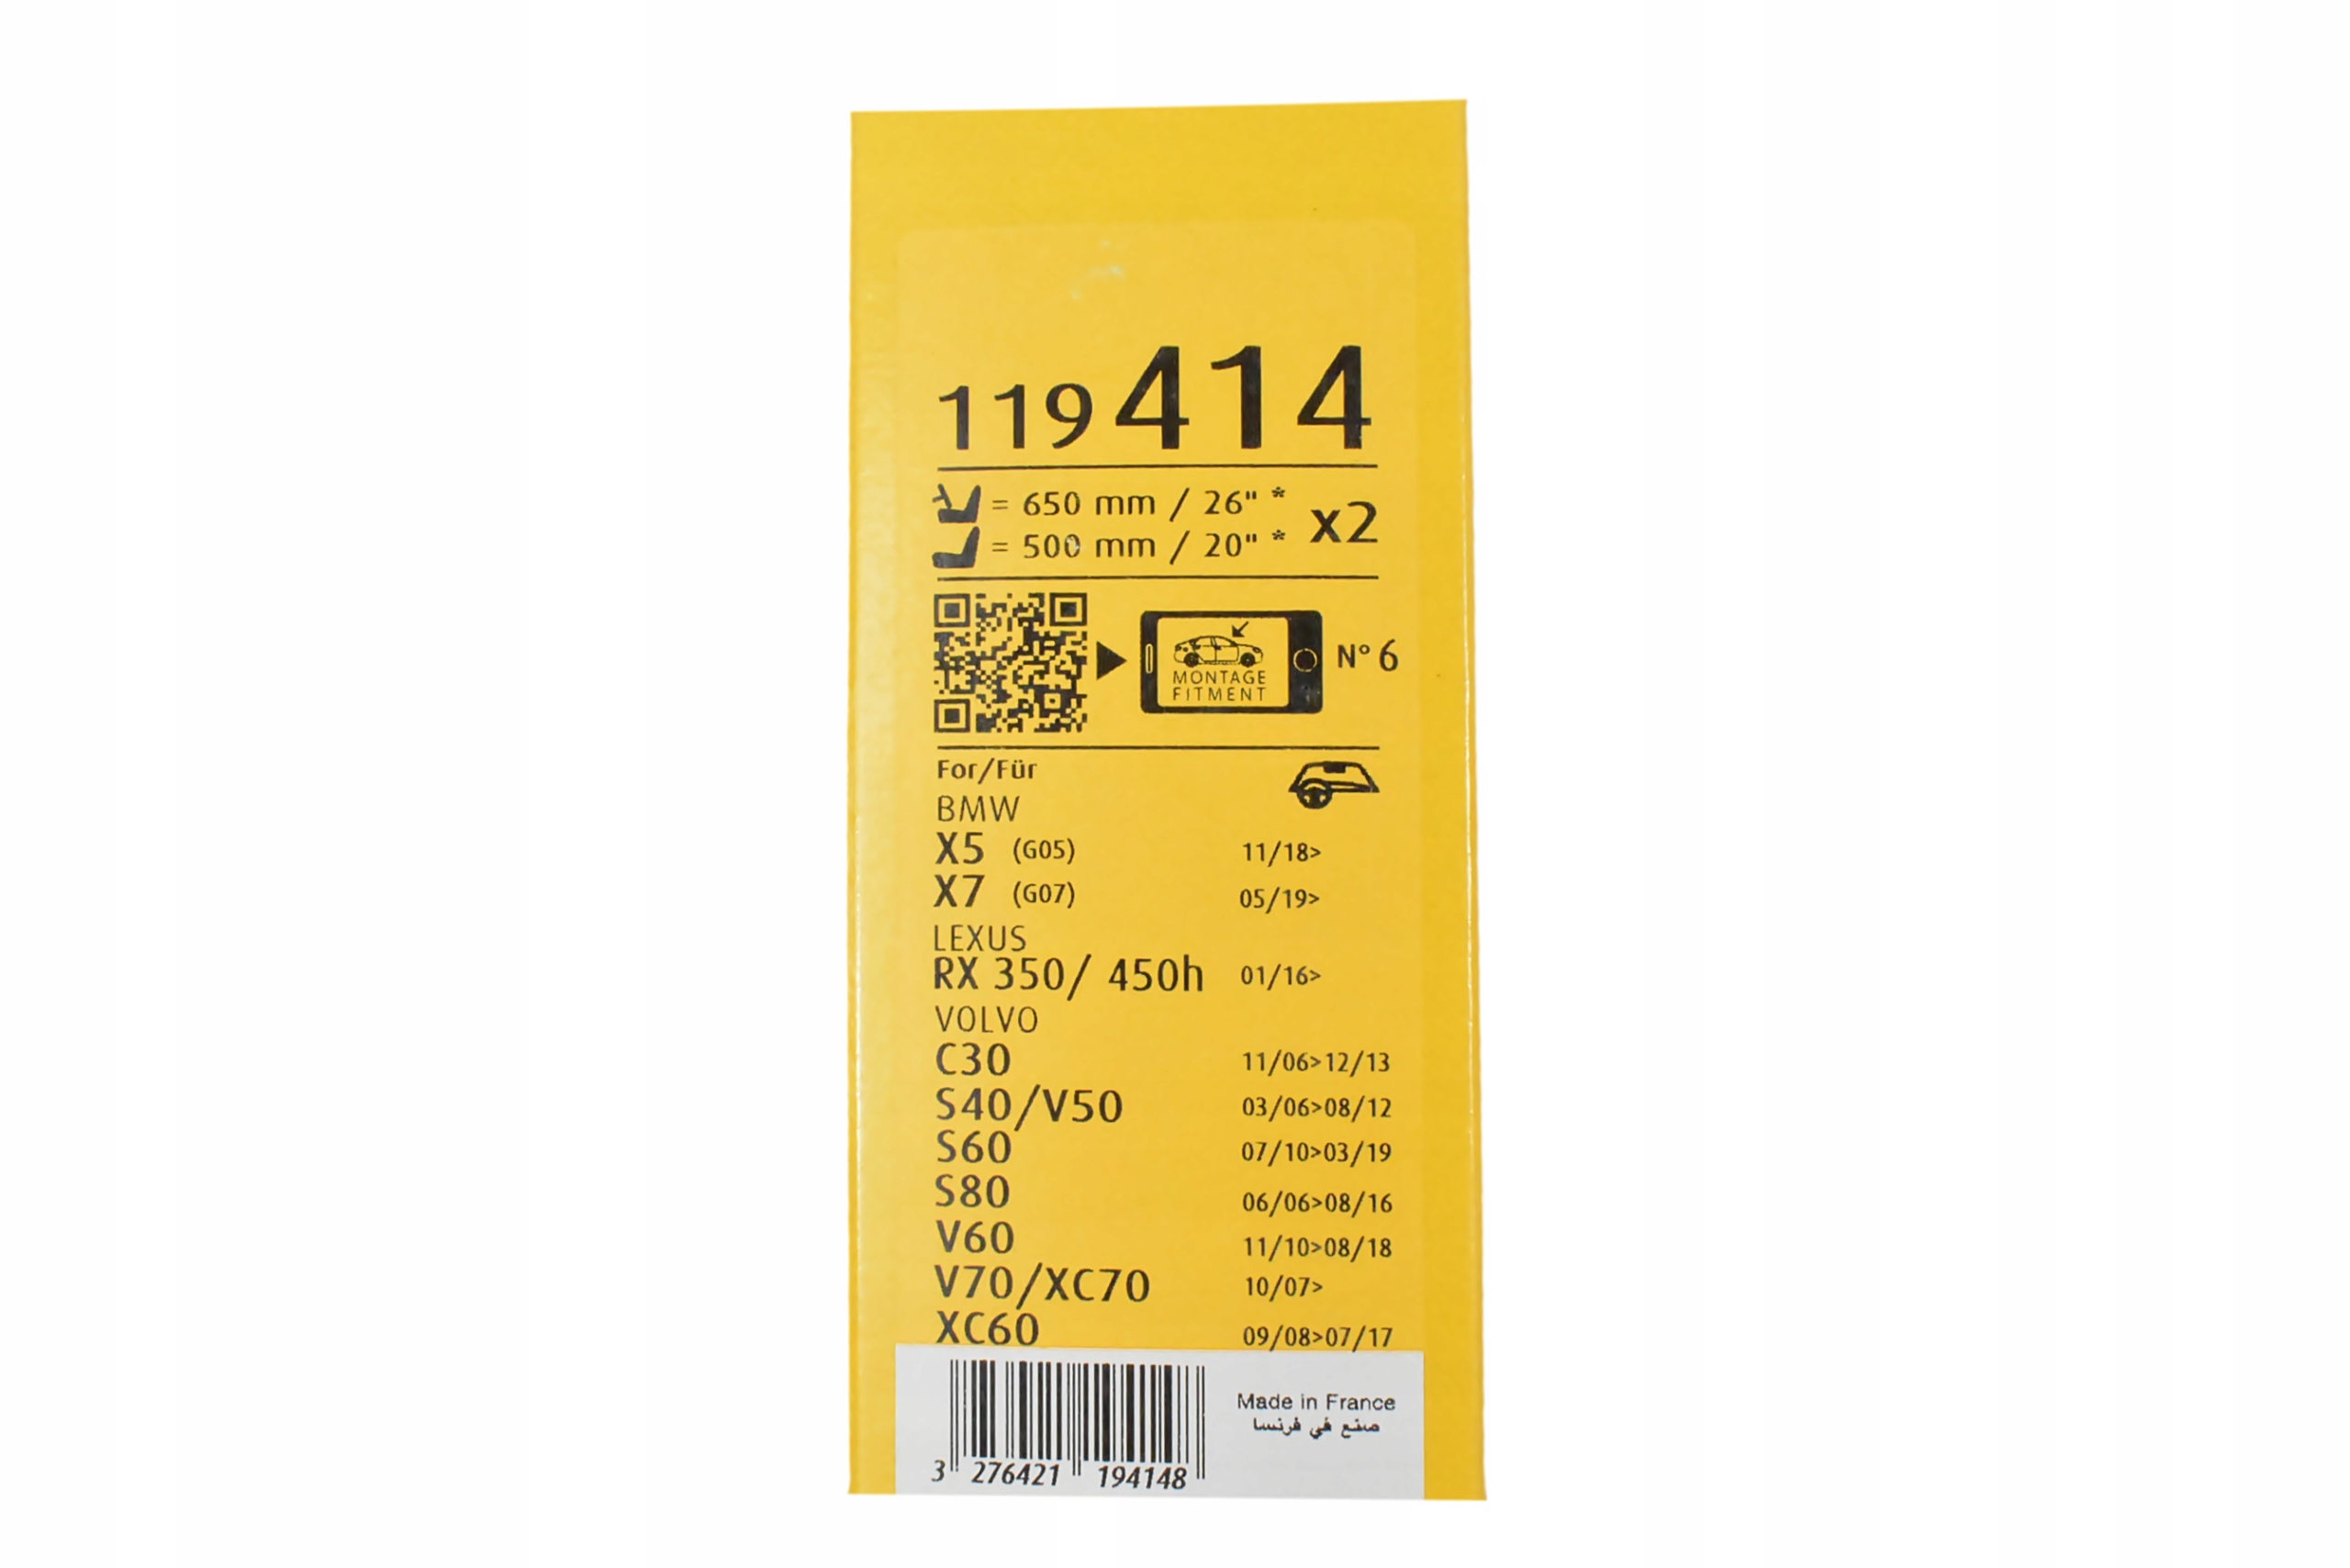 119 414
= 650 mm / 26" *
= 500 mm / 20" *
x2
MONTAGE
FITMENT
N° 6
For/Für
BMW
X5 (G05) 11/18>
X7 (G07) 05/19>
LEXUS
RX 350/ 450h 01/16>
VOLVO
C30 11/06>12/13
S40/V50 03/06>08/12
S60 07/10>03/19
S80 06/06>08/16
V60 11/10>08/18
V70/XC70 10/07>
XC60 09/08>07/17
Made in France
صنع في فرنسا
3 276421 194148